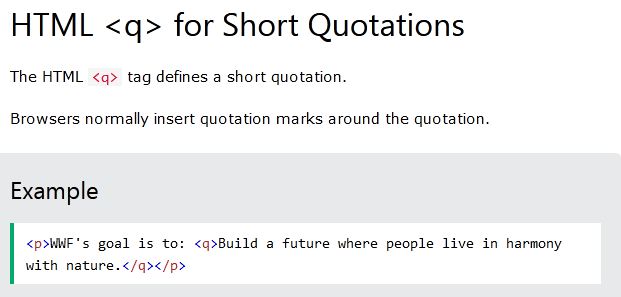 HTML <q> for Short Quotations
The HTML <q> tag defines a short quotation.
Browsers normally insert quotation marks around the quotation.
Example
<p>WWF's goal is to: <q>Build a future where people live in harmony
with nature.</q></p>